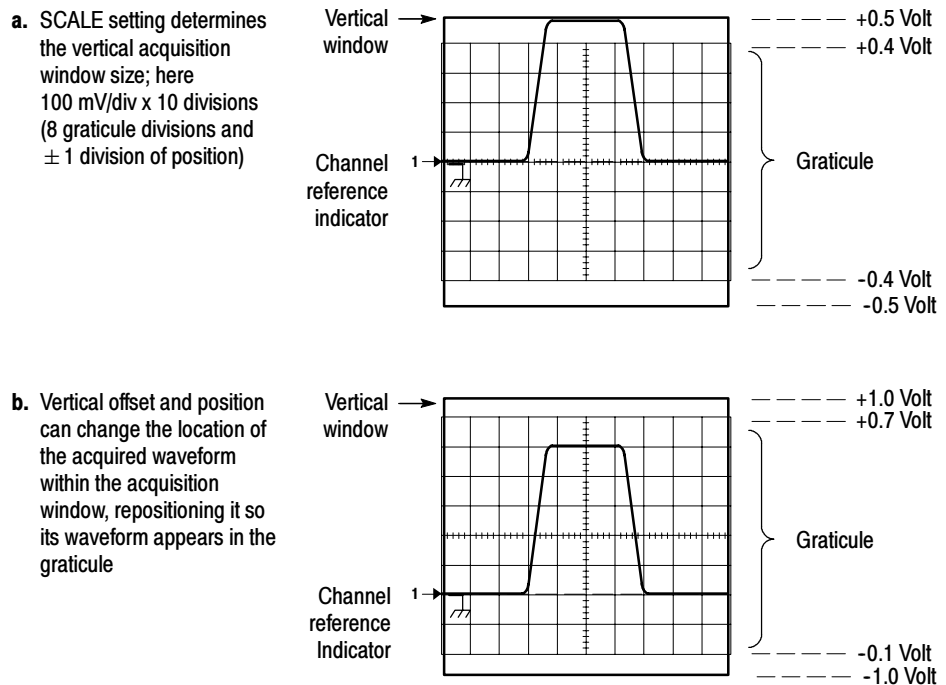 a. SCALE setting determines
the vertical acquisition
window size; here
100 mV/div x 10 divisions
(8 graticule divisions and
± 1 division of position)
Vertical
window
Channel
reference
indicator
1
+0.5 Volt
+0.4 Volt
Graticule
-0.4 Volt
-0.5 Volt
b. Vertical offset and position
can change the location of
the acquired waveform
within the acquisition
window, repositioning it so
its waveform appears in the
graticule
Vertical
window
Channel
reference
Indicator
1
+1.0 Volt
+0.7 Volt
Graticule
-0.1 Volt
-1.0 Volt